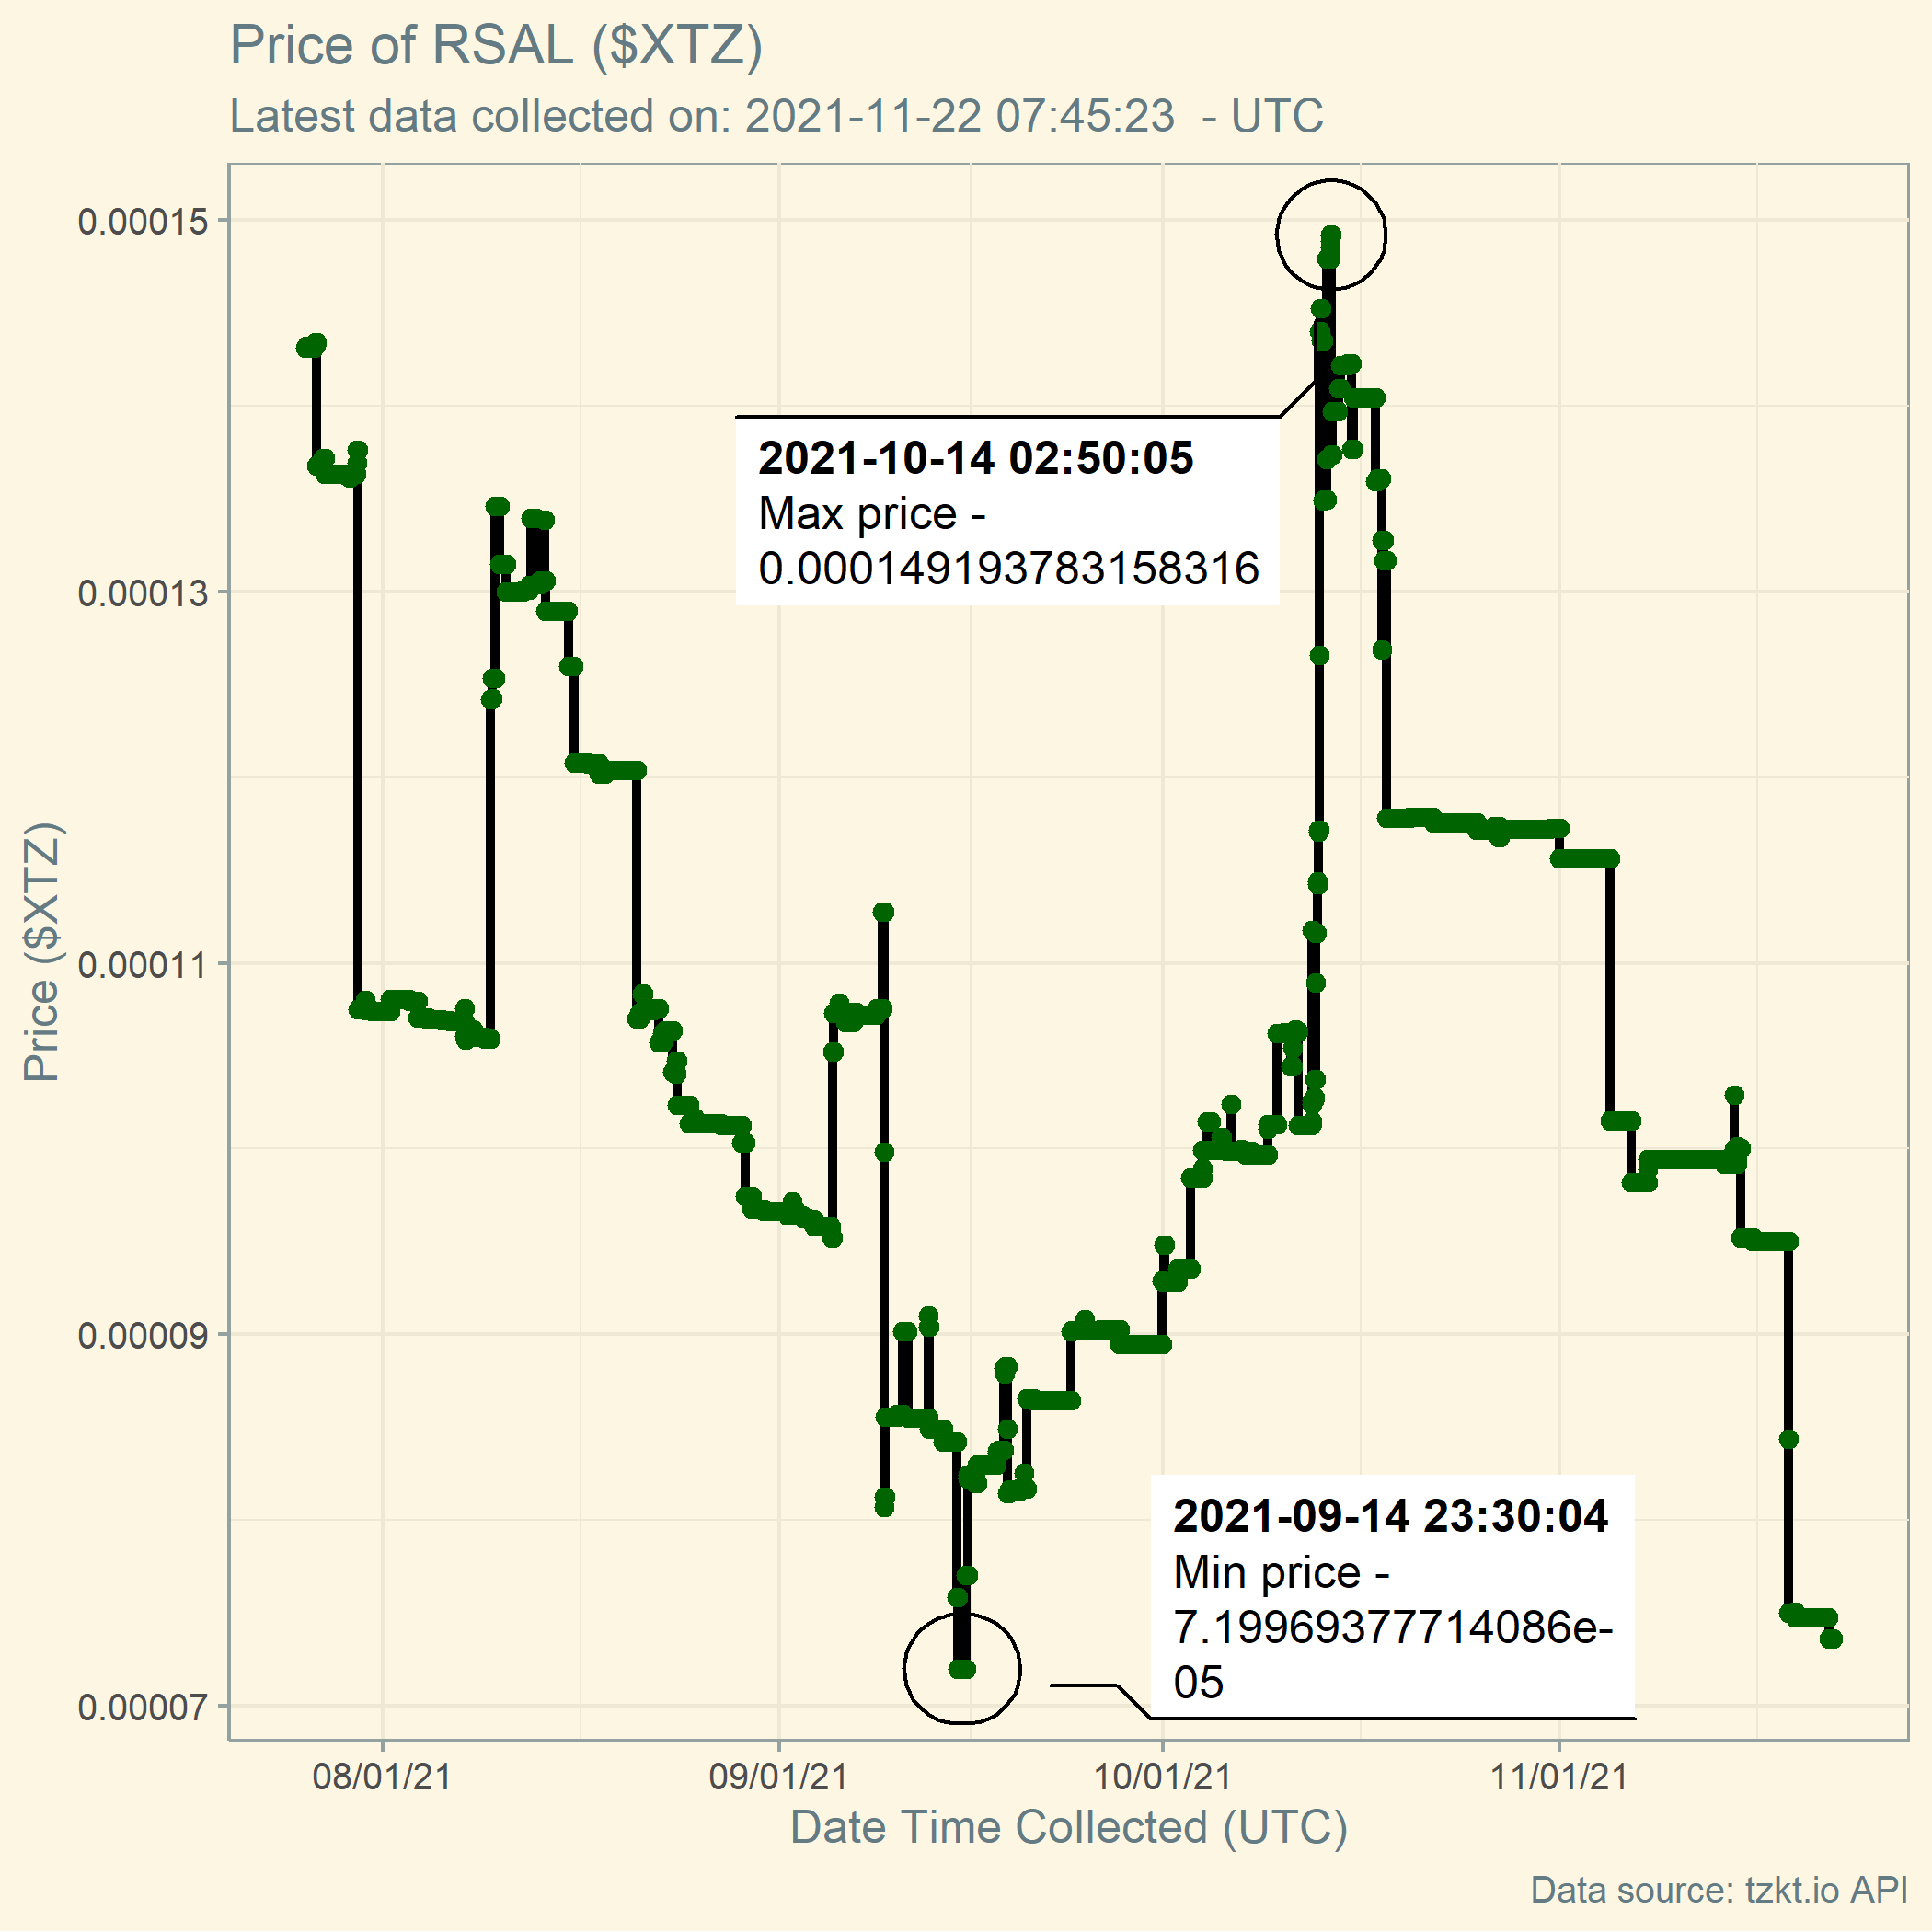 Price of RSAL ($XTZ)
Latest data collected on: 2021-11-22 07:45:23  - UTC
0.00015
2021-10-14 02:50:05
Max price -
0.000149193783158316
0.00013
0.00011
Price ($XTZ)
0.00009
2021-09-14 23:30:04
Min price -
7.19969377714086e-
05
0.00007
08/01/21 09/01/21 10/01/21 11/01/21
Date Time Collected (UTC)
Data source: tzkt.io API